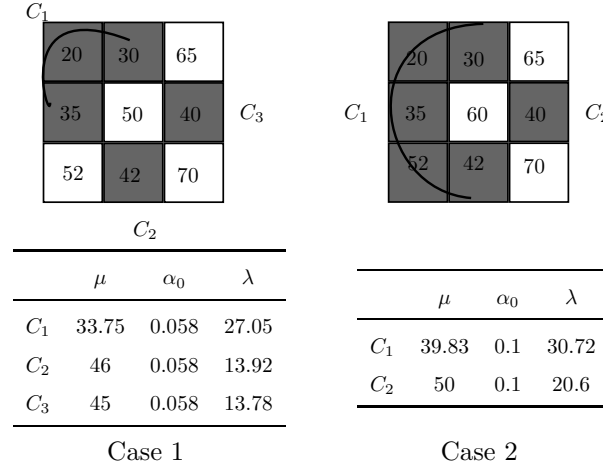 C₁
20 30 65
35 50 40 C₃
52 42 70
C₂
μ α₀ λ
C₁ 33.75 0.058 27.05
C₂ 46 0.058 13.92
C₃ 45 0.058 13.78
Case 1
20 30 65
C₁ 35 60 40 C₂
52 42 70
μ α₀ λ
C₁ 39.83 0.1 30.72
C₂ 50 0.1 20.6
Case 2